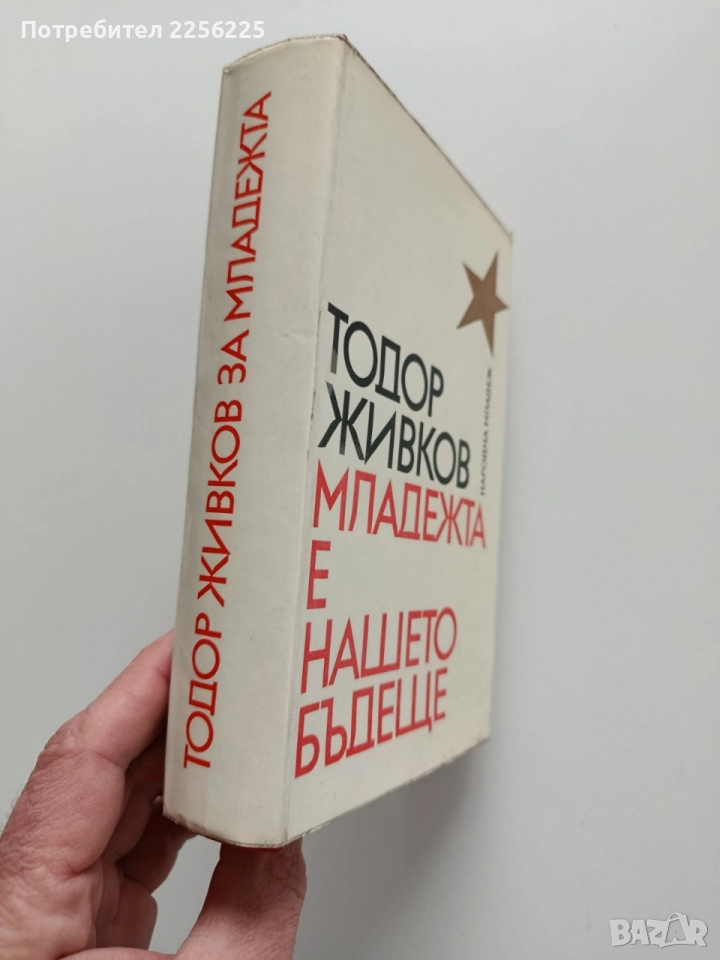 Потребител 2256225
ТОДОР ЖИВКОВ ЗА МЛАДЕЖТА
ТОДОР
ЖИВКОВ
МЛАДЕЖТА
Е
НАШЕТО
БЪДЕЩЕ
НАРОДНА МЛАДЕЖ
BAZAR